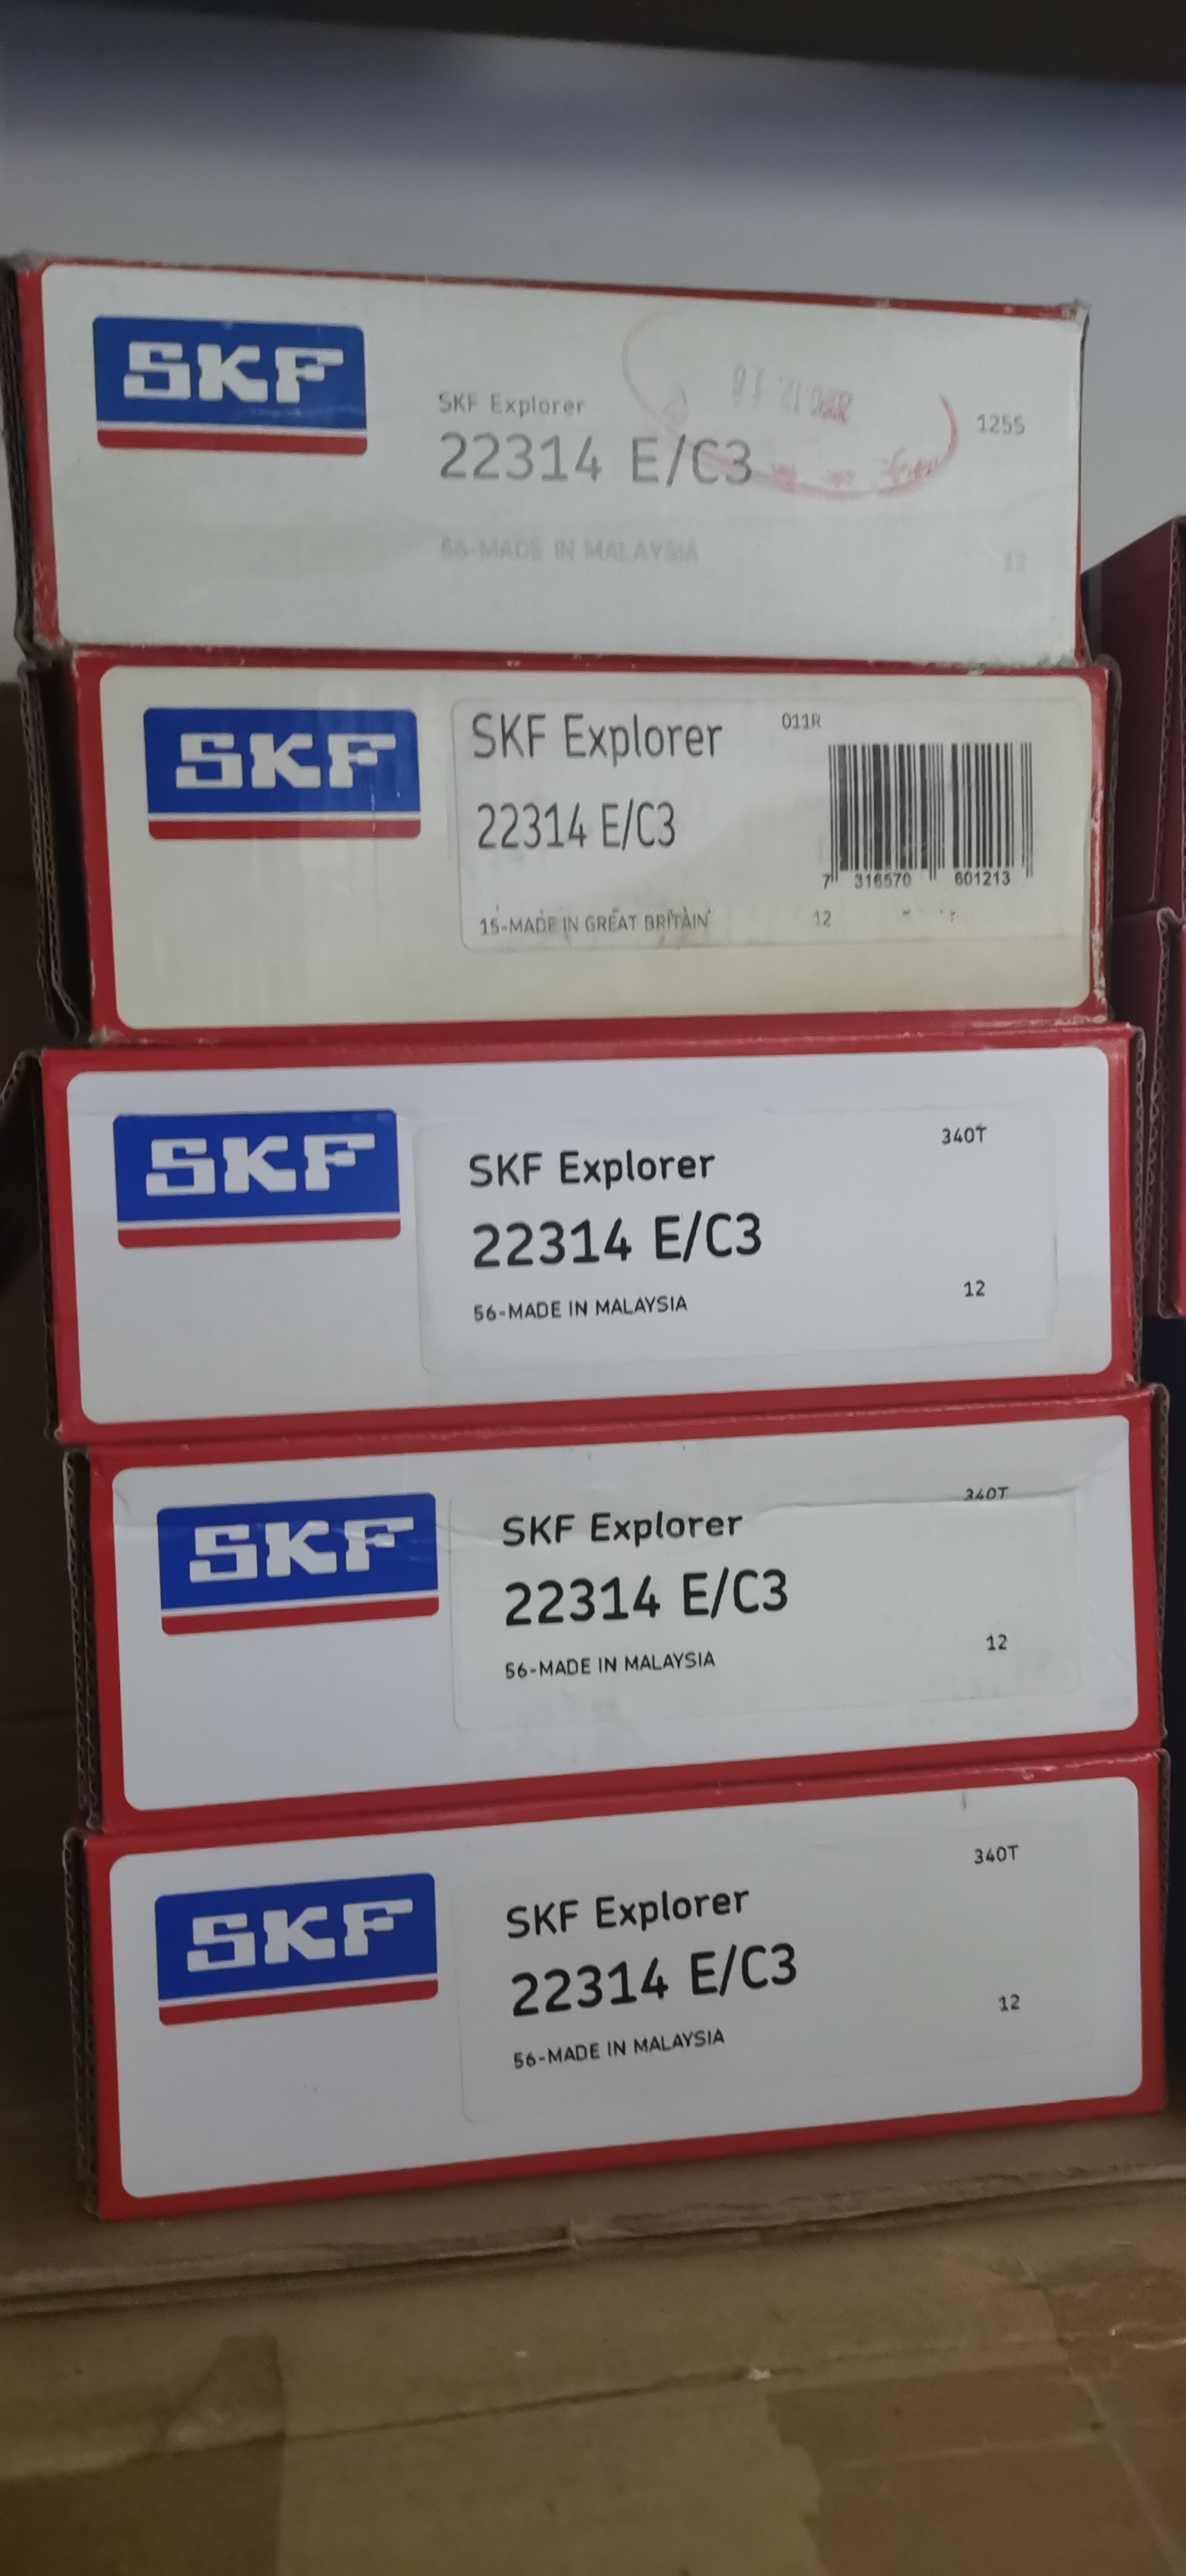 SKF
SKF Explorer
125S
22314 E/C3
56-MADE IN MALAYSIA
12
SKF
SKF Explorer
011R
22314 E/C3
7 316570 601213
15-MADE IN GREAT BRITAIN
12
SKF
340T
SKF Explorer
22314 E/C3
12
56-MADE IN MALAYSIA
SKF
340T
SKF Explorer
22314 E/C3
12
56-MADE IN MALAYSIA
SKF
340T
SKF Explorer
22314 E/C3
12
56-MADE IN MALAYSIA